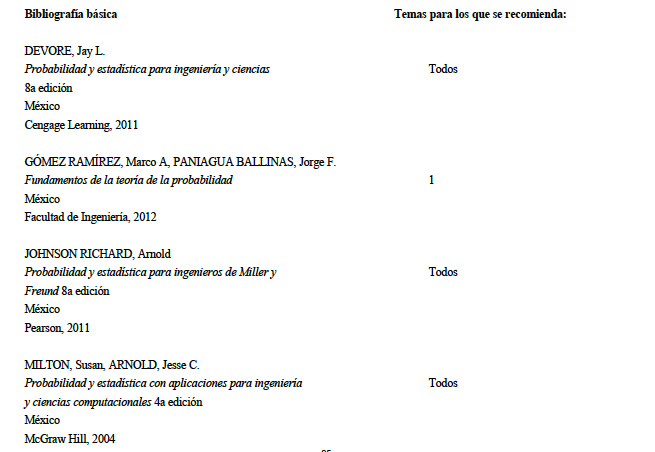 Bibliografía básica Temas para los que se recomienda:
DEVORE, Jay L.
Probabilidad y estadística para ingeniería y ciencias Todos
8a edición
México
Cengage Learning, 2011
GÓMEZ RAMÍREZ, Marco A, PANIAGUA BALLINAS, Jorge F.
Fundamentos de la teoría de la probabilidad 1
México
Facultad de Ingeniería, 2012
JOHNSON RICHARD, Arnold
Probabilidad y estadística para ingenieros de Miller y Todos
Freund 8a edición
México
Pearson, 2011
MILTON, Susan, ARNOLD, Jesse C.
Probabilidad y estadística con aplicaciones para ingeniería Todos
y ciencias computacionales 4a edición
México
McGraw Hill, 2004